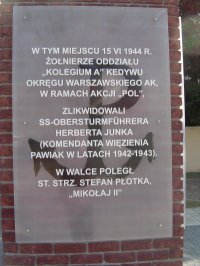 W TYM MIEJSCU 15 VI 1944 R.
ŻOŁNIERZE ODDZIAŁU
„KOLEGIUM A" KEDYWU
OKRĘGU WARSZAWSKIEGO AK,
W RAMACH AKCJI „POL",
ZLIKWIDOWALI
SS-OBERSTURMFÜHRERA
HERBERTA JUNKA
(KOMENDANTA WIĘZIENIA
PAWIAK W LATACH 1942-1943).
W WALCE POLEGŁ
ST. STRZ. STEFAN PŁOTKA,
„MIKOŁAJ II"